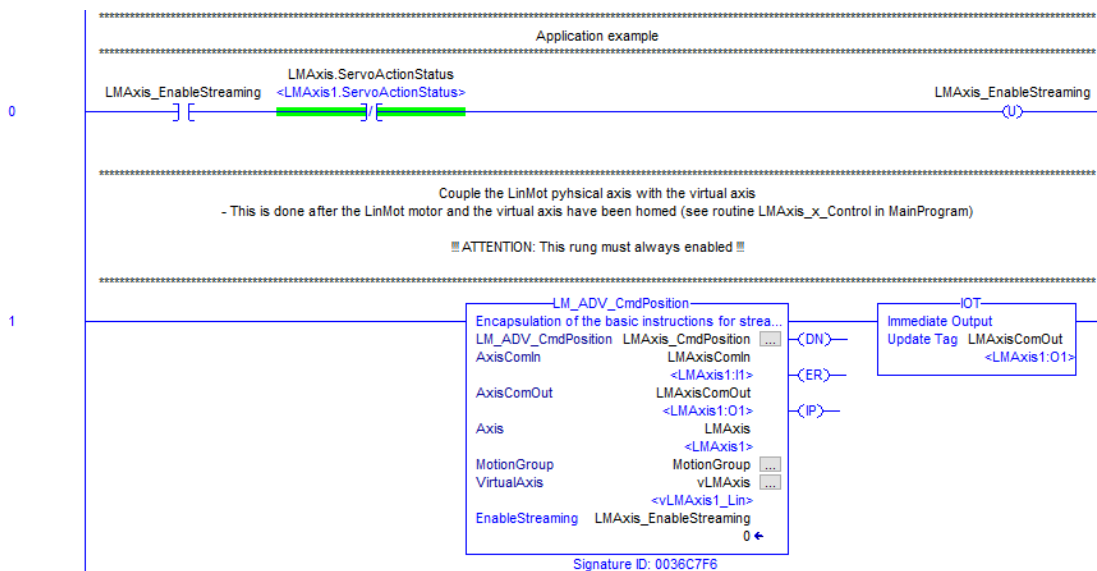 Application example
LMAxis.ServoActionStatus
LMAxis_EnableStreaming <LMAxis1.ServoActionStatus> LMAxis_EnableStreaming
0 U
Couple the LinMot pyhsical axis with the virtual axis
- This is done after the LinMot motor and the virtual axis have been homed (see routine LMAxis_x_Control in MainProgram)
!!! ATTENTION: This rung must always enabled !!!
LM_ADV_CmdPosition IOT
1 Encapsulation of the basic instructions for strea... Immediate Output
LM_ADV_CmdPosition LMAxis_CmdPosition ... DN Update Tag LMAxisComOut
AxisComIn LMAxisComIn <LMAxis1:O1>
<LMAxis1:I1> ER
AxisComOut LMAxisComOut
<LMAxis1:O1> IP
Axis LMAxis
<LMAxis1>
MotionGroup MotionGroup ...
VirtualAxis vLMAxis ...
<vLMAxis1_Lin>
EnableStreaming LMAxis_EnableStreaming
0
Signature ID: 0036C7F6